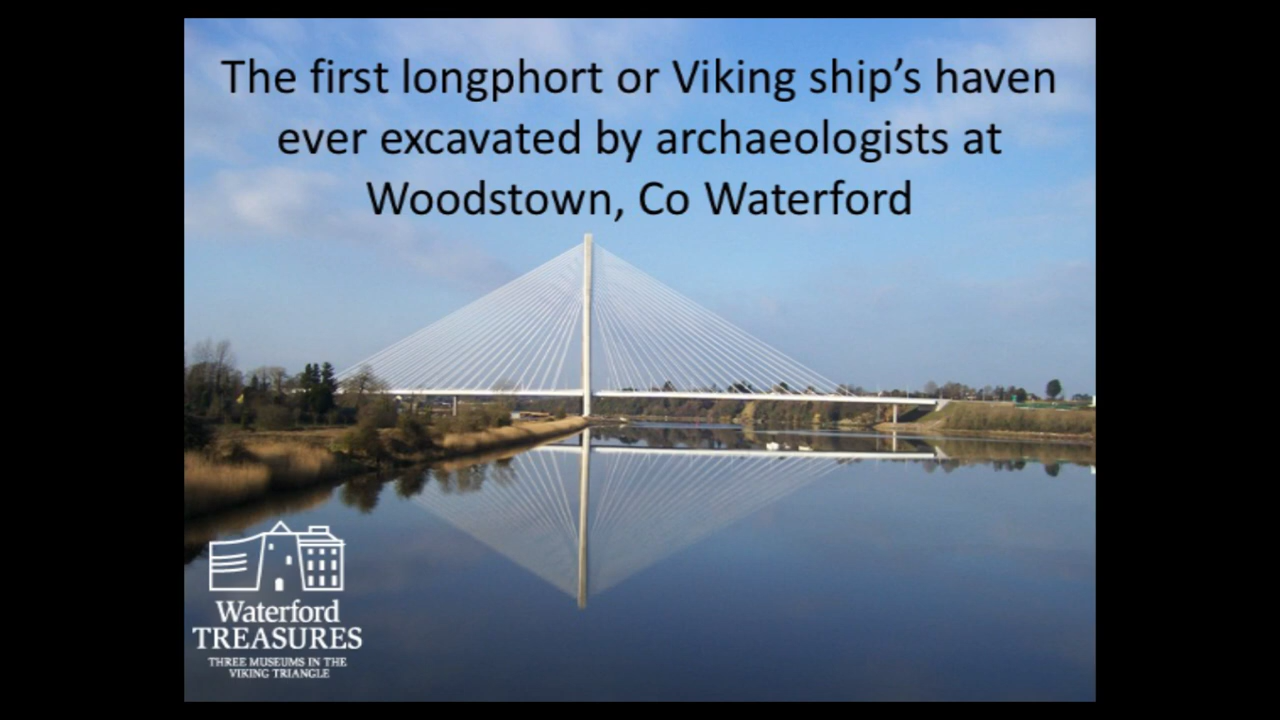 The first longphort or Viking ship’s haven
ever excavated by archaeologists at
Woodstown, Co Waterford
Waterford
TREASURES
THREE MUSEUMS IN THE
VIKING TRIANGLE